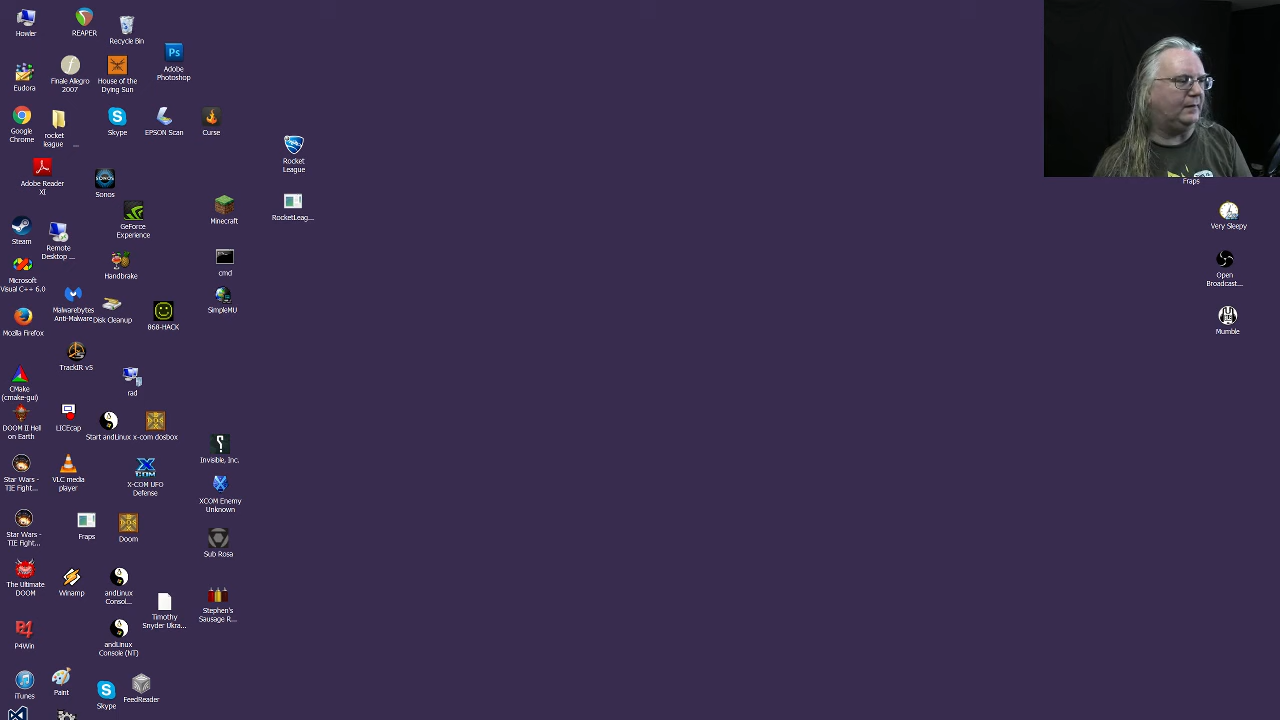 Howler
REAPER
Recycle Bin
Adobe
Photoshop
Eudora
Finale Allegro
2007
House of the
Dying Sun
Google
Chrome
rocket
league
...
Skype
EPSON Scan
Curse
Rocket
League
Adobe Reader
XI
Sonos
GeForce
Experience
Minecraft
RocketLeag...
Steam
Remote
Desktop ...
Handbrake
cmd
Microsoft
Visual C++ 6.0
Malwarebytes
Anti-Malware
Disk Cleanup
868-HACK
SimpleMU
Mozilla Firefox
TrackIR v5
CMake
(cmake-gui)
rad
DOOM II Hell
on Earth
LICEcap
Start andLinux
x-com dosbox
Invisible, Inc.
Star Wars -
TIE Fight...
VLC media
player
X-COM UFO
Defense
XCOM Enemy
Unknown
Star Wars -
TIE Fight...
Fraps
Doom
Sub Rosa
The Ultimate
DOOM
Winamp
andLinux
Consol...
Timothy
Snyder Ukra...
Stephen's
Sausage R...
P4Win
andLinux
Console (NT)
iTunes
Paint
Skype
FeedReader
Fraps
Very Sleepy
Open
Broadcast...
Mumble
Ps
DOS
X
COM
DOS
SONOS